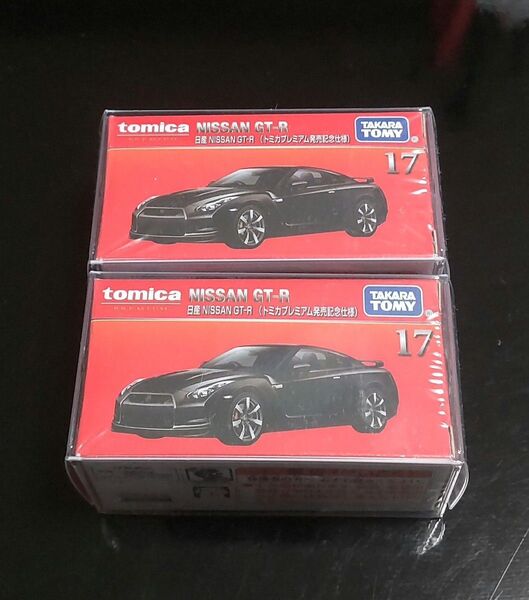 tomica
PREMIUM
NISSAN GT-R
日産 NISSAN GT-R （トミカプレミアム発売記念仕様）
TAKARA
TOMY
17
tomica
PREMIUM
NISSAN GT-R
日産 NISSAN GT-R （トミカプレミアム発売記念仕様）
TAKARA
TOMY
17